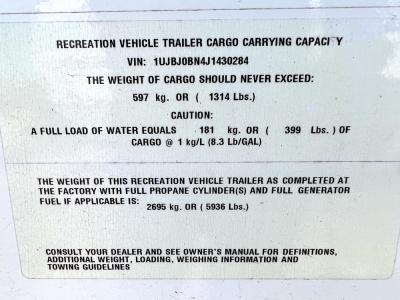 RECREATION VEHICLE TRAILER CARGO CARRYING CAPACI Y
VIN: 1UJBJ0BN4J1430284
THE WEIGHT OF CARGO SHOULD NEVER EXCEED:
597 kg. OR ( 1314 Lbs.)
CAUTION:
A FULL LOAD OF WATER EQUALS 181 kg. OR ( 399 Lbs. ) OF
CARGO @ 1 kg/L (8.3 Lb/GAL)
THE WEIGHT OF THIS RECREATION VEHICLE TRAILER AS COMPLETED AT
THE FACTORY WITH FULL PROPANE CYLINDER(S) AND FULL GENERATOR
FUEL IF APPLICABLE IS:
2695 kg. OR ( 5936 Lbs.)
CONSULT YOUR DEALER AND SEE OWNER'S MANUAL FOR DEFINITIONS,
ADDITIONAL WEIGHT, LOADING, WEIGHING INFORMATION AND
TOWING GUIDELINES